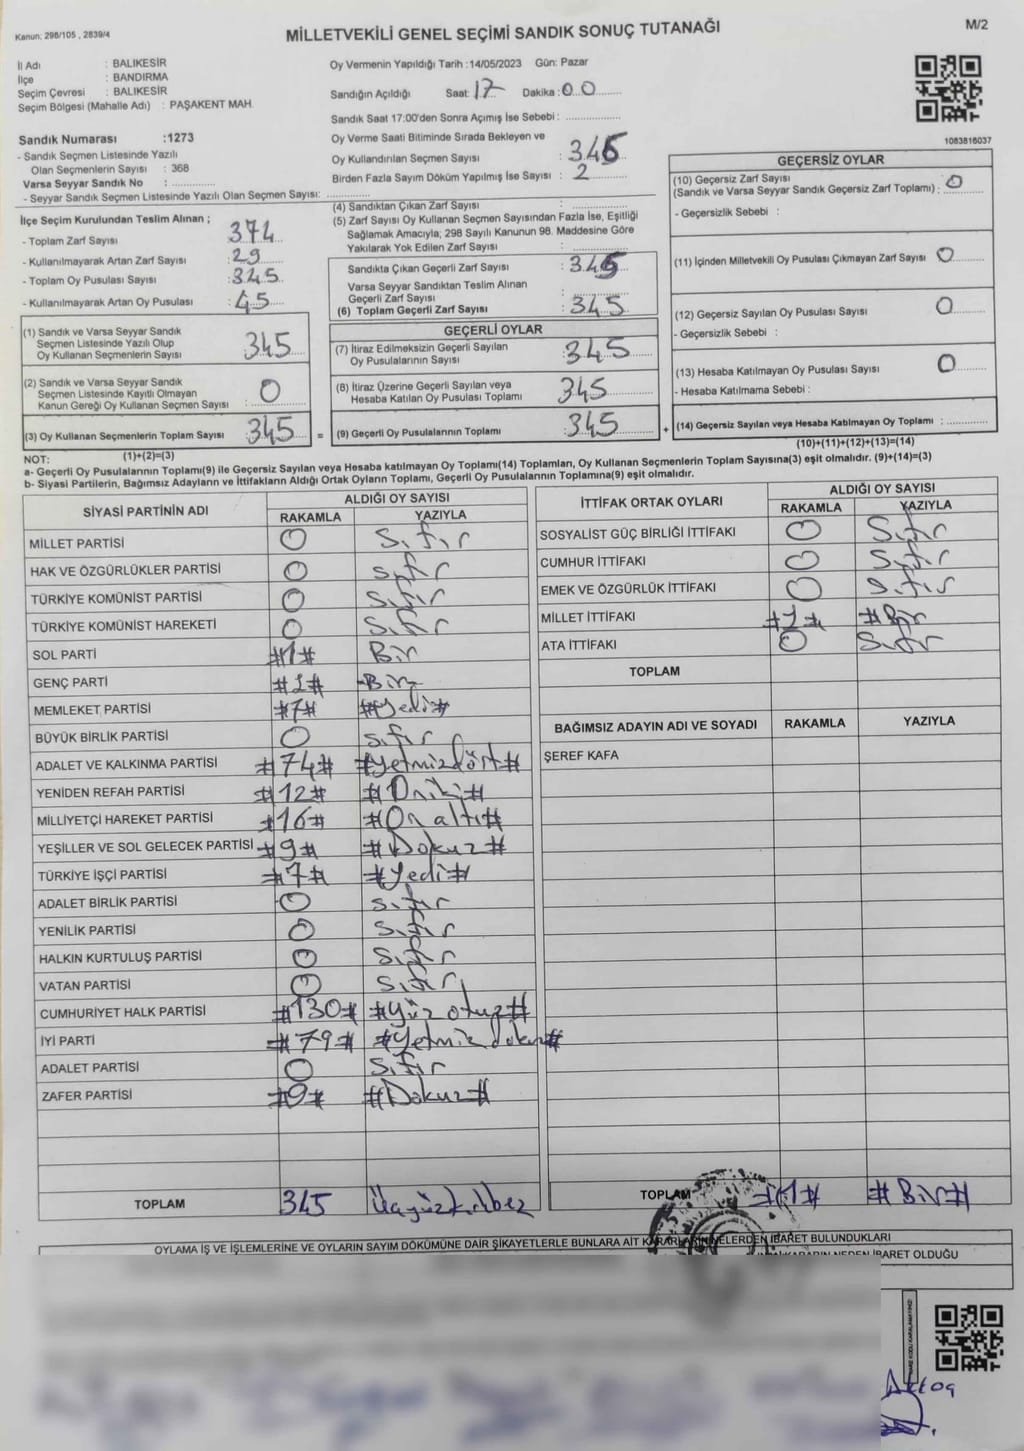 Kanun: 298/105 , 2839/4
MİLLETVEKİLİ GENEL SEÇİMİ SANDIK SONUÇ TUTANAĞI
M/2
İl Adı : BALIKESİR
İlçe : BANDIRMA
Seçim Çevresi : BALIKESİR
Seçim Bölgesi (Mahalle Adı) : PAŞAKENT MAH.
Oy Vermenin Yapıldığı Tarih :14/05/2023 Gün: Pazar
Sandığın Açıldığı Saat: 17 Dakika : 00
Sandık Saat 17:00'den Sonra Açımış İse Sebebi :
Sandık Numarası :1273
- Sandık Seçmen Listesinde Yazılı
Olan Seçmenlerin Sayısı : 368
Varsa Seyyar Sandık No :
- Seyyar Sandık Seçmen Listesinde Yazılı Olan Seçmen Sayısı:
Oy Verme Saati Bitiminde Sırada Bekleyen ve
Oy Kullandırılan Seçmen Sayısı : 345
Birden Fazla Sayım Döküm Yapılmış İse Sayısı : 2
1083816037
İlçe Seçim Kurulundan Teslim Alınan ;
- Toplam Zarf Sayısı : 374
- Kullanılmayarak Artan Zarf Sayısı : 29
- Toplam Oy Pusulası Sayısı : 345
- Kullanılmayarak Artan Oy Pusulası : 45
(4) Sandıktan Çıkan Zarf Sayısı :
(5) Zarf Sayısı Oy Kullanan Seçmen Sayısından Fazla İse, Eşitliği
Sağlamak Amacıyla; 298 Sayılı Kanunun 98. Maddesine Göre
Yakılarak Yok Edilen Zarf Sayısı :
Sandıkta Çıkan Geçerli Zarf Sayısı : 345
Varsa Seyyar Sandıktan Teslim Alınan
Geçerli Zarf Sayısı :
(6) Toplam Geçerli Zarf Sayısı : 345
GEÇERSİZ OYLAR
(10) Geçersiz Zarf Sayısı
(Sandık ve Varsa Seyyar Sandık Geçersiz Zarf Toplamı) : 0
- Geçersizlik Sebebi :
(11) İçinden Milletvekili Oy Pusulası Çıkmayan Zarf Sayısı : 0
(12) Geçersiz Sayılan Oy Pusulası Sayısı : 0
- Geçersizlik Sebebi :
(13) Hesaba Katılmayan Oy Pusulası Sayısı : 0
- Hesaba Katılmama Sebebi :
(14) Geçersiz Sayılan veya Hesaba Katılmayan Oy Toplamı :
(10)+(11)+(12)+(13)=(14)
(1) Sandık ve Varsa Seyyar Sandık
Seçmen Listesinde Yazılı Olup
Oy Kullanan Seçmenlerin Sayısı : 345
(2) Sandık ve Varsa Seyyar Sandık
Seçmen Listesinde Kayıtlı Olmayan
Kanun Gereği Oy Kullanan Seçmen Sayısı : 0
(3) Oy Kullanan Seçmenlerin Toplam Sayısı : 345 =
(1)+(2)=(3)
GEÇERLİ OYLAR
(7) İtiraz Edilmeksizin Geçerli Sayılan
Oy Pusulalarının Sayısı : 345
(8) İtiraz Üzerine Geçerli Sayılan veya
Hesaba Katılan Oy Pusulası Toplamı : 345
(9) Geçerli Oy Pusulalarının Toplamı : 345 +
NOT:
a- Geçerli Oy Pusulalarının Toplamı(9) ile Geçersiz Sayılan veya Hesaba katılmayan Oy Toplamı(14) Toplamları, Oy Kullanan Seçmenlerin Toplam Sayısına(3) eşit olmalıdır. (9)+(14)=(3)
b- Siyasi Partilerin, Bağımsız Adayların ve İttifakların Aldığı Ortak Oyların Toplamı, Geçerli Oy Pusulalarının Toplamına(9) eşit olmalıdır.
SİYASİ PARTİNİN ADI ALDIĞI OY SAYISI
RAKAMLA YAZIYLA
MİLLET PARTİSİ 0 Sıfır
HAK VE ÖZGÜRLÜKLER PARTİSİ 0 Sıfır
TÜRKİYE KOMÜNİST PARTİSİ 0 Sıfır
TÜRKİYE KOMÜNİST HAREKETİ 0 Sıfır
SOL PARTİ #1# Bir
GENÇ PARTİ #1# -Bir-
MEMLEKET PARTİSİ #7# #Yedi#
BÜYÜK BİRLİK PARTİSİ 0 Sıfır
ADALET VE KALKINMA PARTİSİ #74# #Yetmizdört#
YENİDEN REFAH PARTİSİ #12# #Oniki#
MİLLİYETÇİ HAREKET PARTİSİ #16# #On altı#
YEŞİLLER VE SOL GELECEK PARTİSİ #9# #Dokuz#
TÜRKİYE İŞÇİ PARTİSİ #7# #Yedi#
ADALET BİRLİK PARTİSİ 0 Sıfır
YENİLİK PARTİSİ 0 Sıfır
HALKIN KURTULUŞ PARTİSİ 0 Sıfır
VATAN PARTİSİ 0 Sıfır
CUMHURİYET HALK PARTİSİ #130# #Yüz otuz#
İYİ PARTİ #79# #Yetmiz dokuz#
ADALET PARTİSİ 0 Sıfır
ZAFER PARTİSİ #9# #Dokuz#
TOPLAM 345
İTTİFAK ORTAK OYLARI ALDIĞI OY SAYISI
RAKAMLA YAZIYLA
SOSYALİST GÜÇ BİRLİĞİ İTTİFAKI 0 Sıfır
CUMHUR İTTİFAKI 0 Sıfır
EMEK VE ÖZGÜRLÜK İTTİFAKI 0 Sıfır
MİLLET İTTİFAKI #1# #Bir
ATA İTTİFAKI 0 Sıfır
TOPLAM
BAĞIMSIZ ADAYIN ADI VE SOYADI RAKAMLA YAZIYLA
ŞEREF KAFA
TOPLAM #1# #Bir#
OYLAMA İŞ VE İŞLEMLERİNE VE OYLARIN SAYIM DÖKÜMÜNE DAİR ŞİKAYETLERLE BUNLARA AİT KARARLARIN NELERDEN İBARET BULUNDUKLARI
NEDEN İBARET OLDUĞU